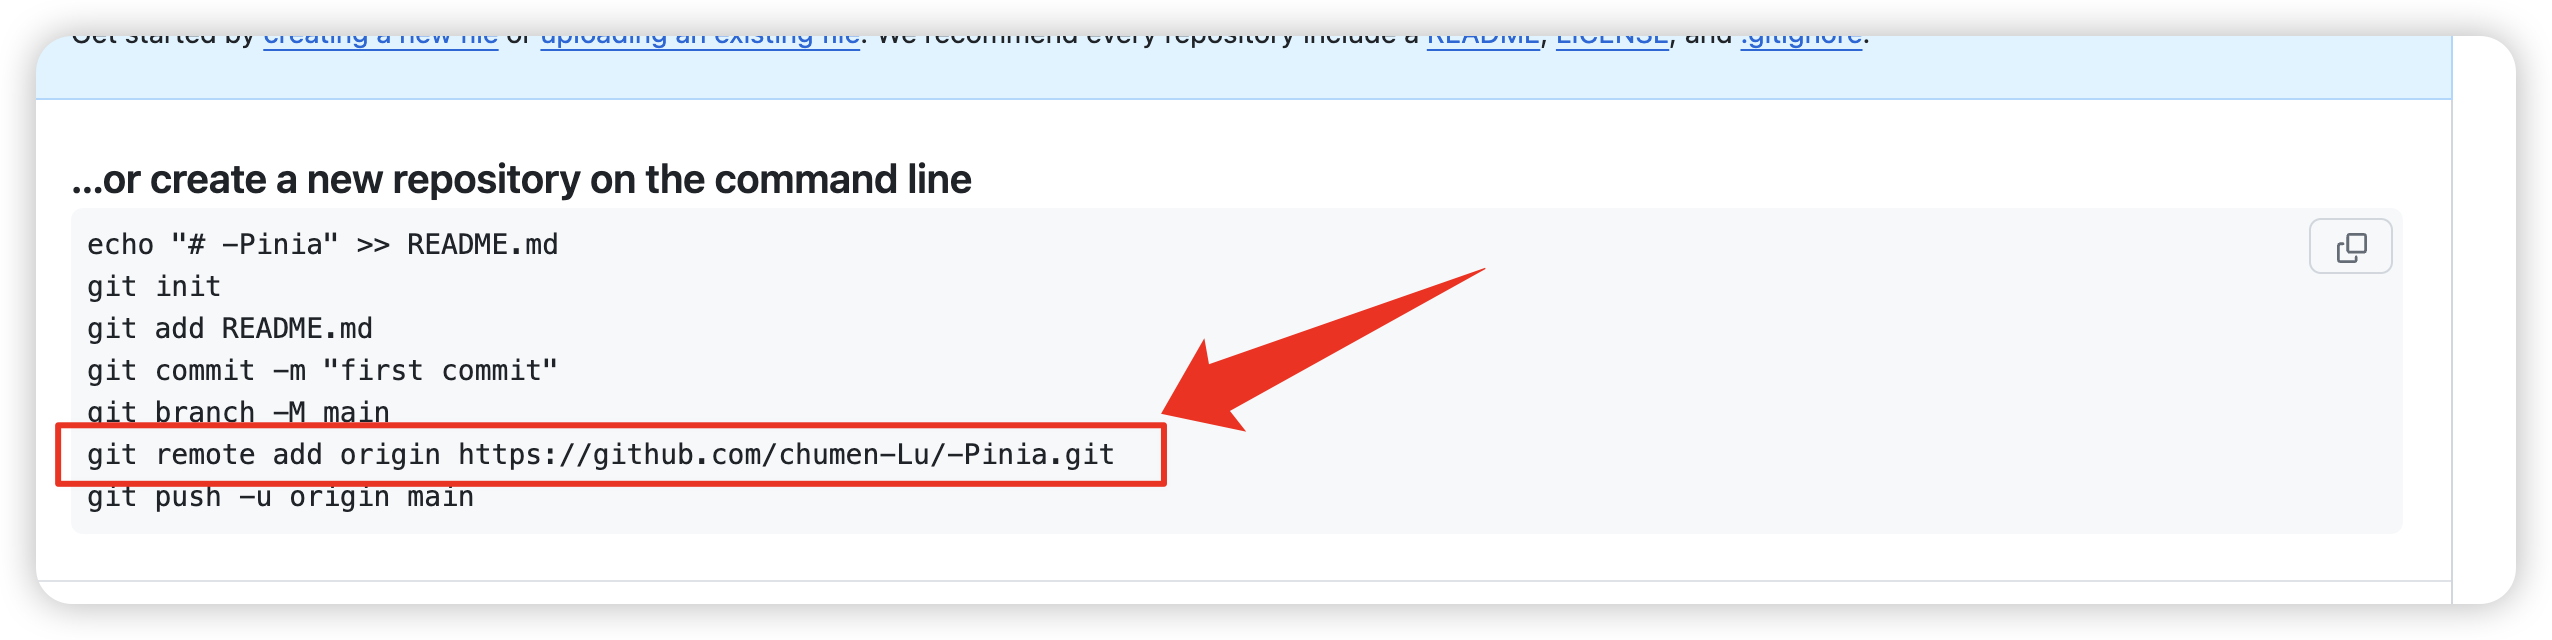 Get started by creating a new file or uploading an existing file. We recommend every repository include a README, LICENSE, and .gitignore.
...or create a new repository on the command line
echo "# -Pinia" >> README.md
git init
git add README.md
git commit -m "first commit"
git branch -M main
git remote add origin https://github.com/chumen-Lu/-Pinia.git
git push -u origin main